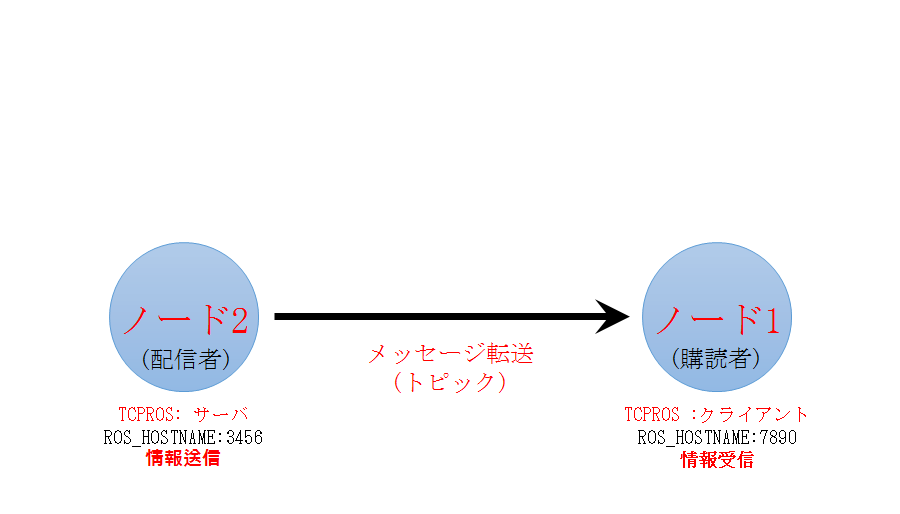 ノード2
(配信者)
TCPROS: サーバ
ROS_HOSTNAME:3456
情報送信
メッセージ転送
(トピック)
ノード1
(購読者)
TCPROS :クライアント
ROS_HOSTNAME:7890
情報受信